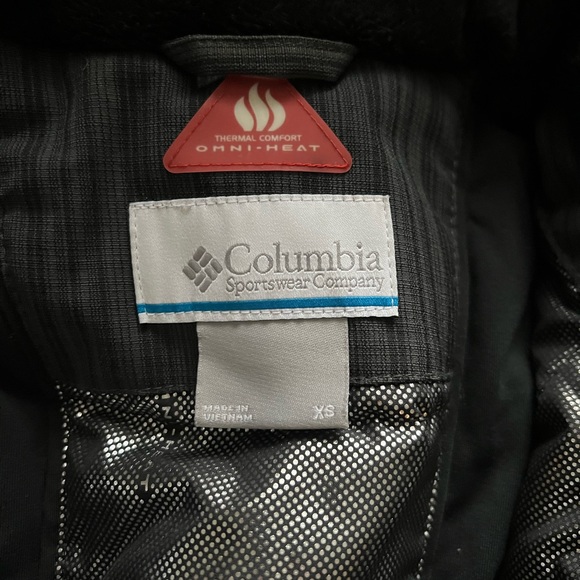 THERMAL COMFORT
OMNI-HEAT
Columbia
Sportswear Company
MADE IN
VIETNAM
XS